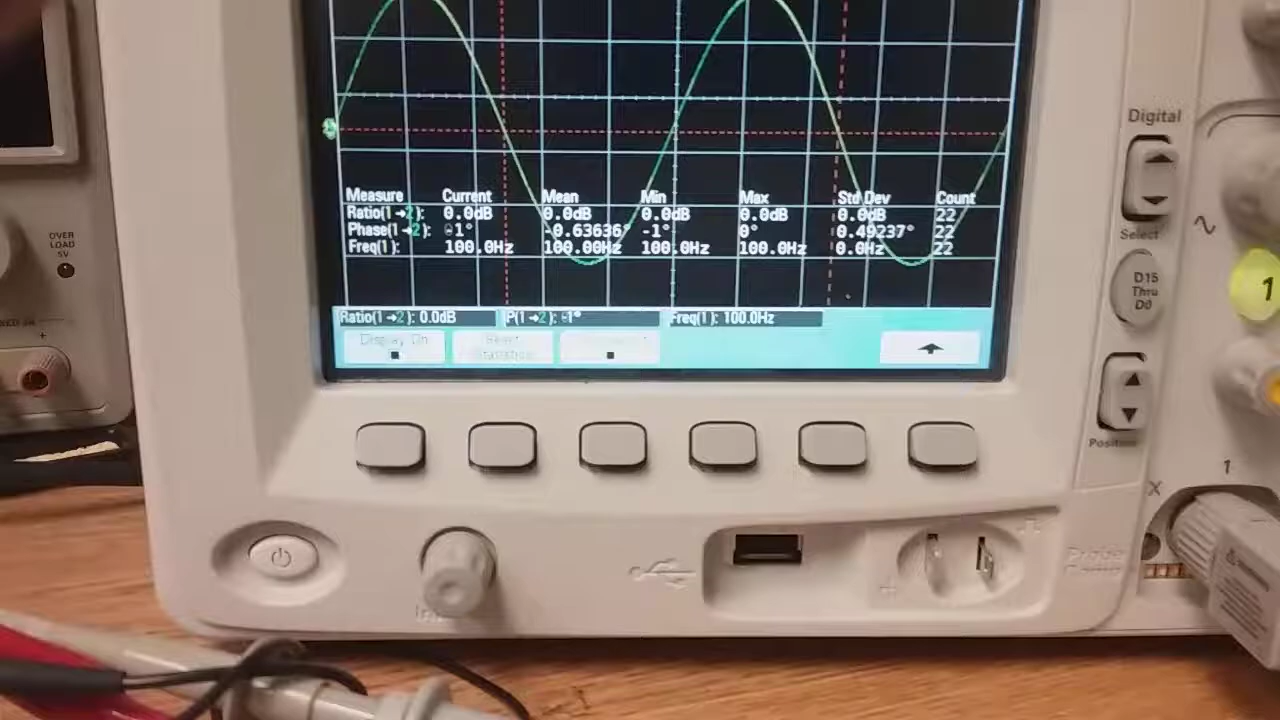 Digital
Measure Current Mean Min Max Std Dev Count
Ratio(1→2): 0.0dB 0.0dB 0.0dB 0.0dB 0.0dB 22
Phase(1→2): -1° -0.63636° -1° 0° 0.49237° 22
Freq(1): 100.0Hz 100.00Hz 100.0Hz 100.0Hz 0.0Hz 22
Select
OVER
LOAD
5V
D15
Thru
D0
1
Ratio(1→2): 0.0dB P(1→2): -1° Freq(1): 100.0Hz
Display On
Position
1
X